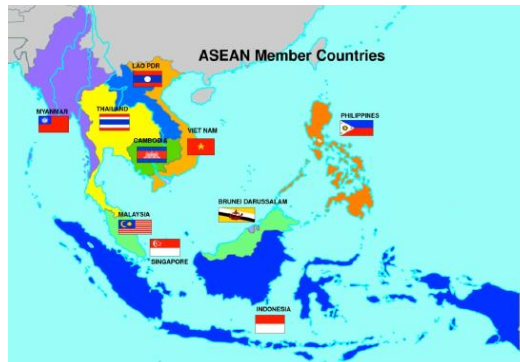 ASEAN Member Countries
LAO PDR
MYANMAR
THAILAND
PHILIPPINES
VIET NAM
CAMBODIA
BRUNEI DARUSSALAM
MALAYSIA
SINGAPORE
INDONESIA